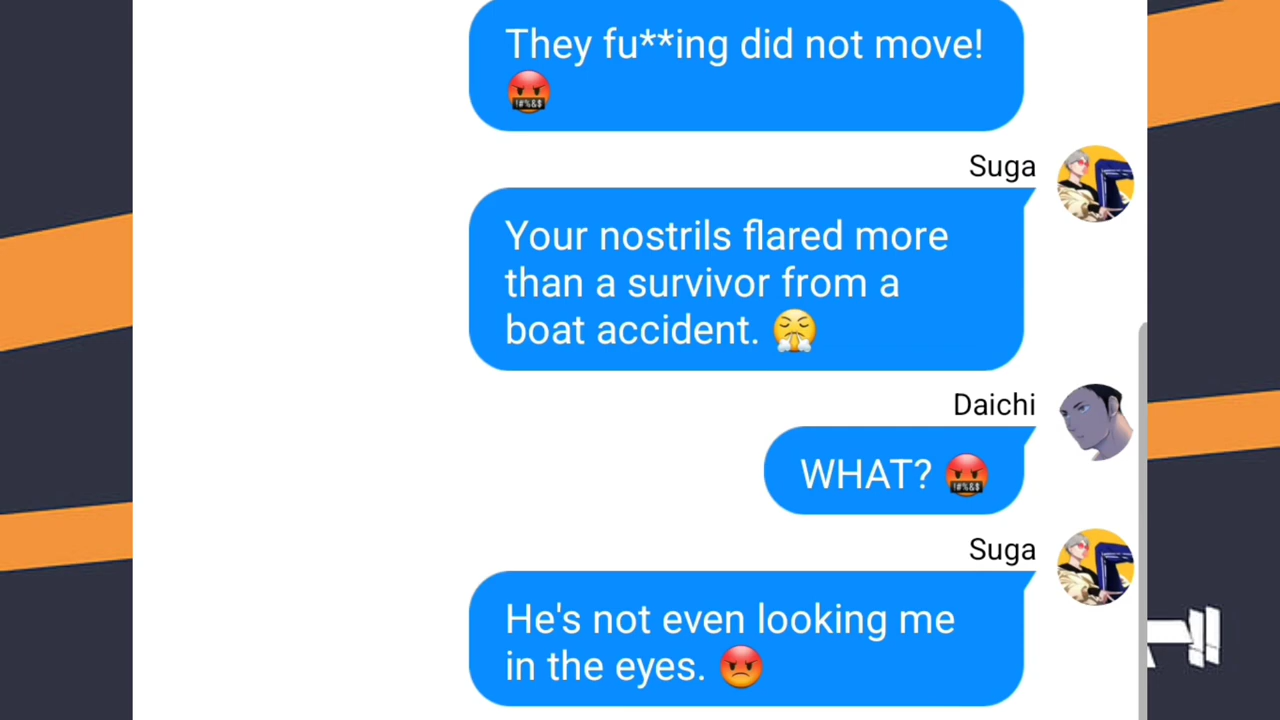 They fu**ing did not move!
🤬
Suga
Your nostrils flared more
than a survivor from a
boat accident. 😤
Daichi
WHAT? 🤬
Suga
He's not even looking me
in the eyes. 😡